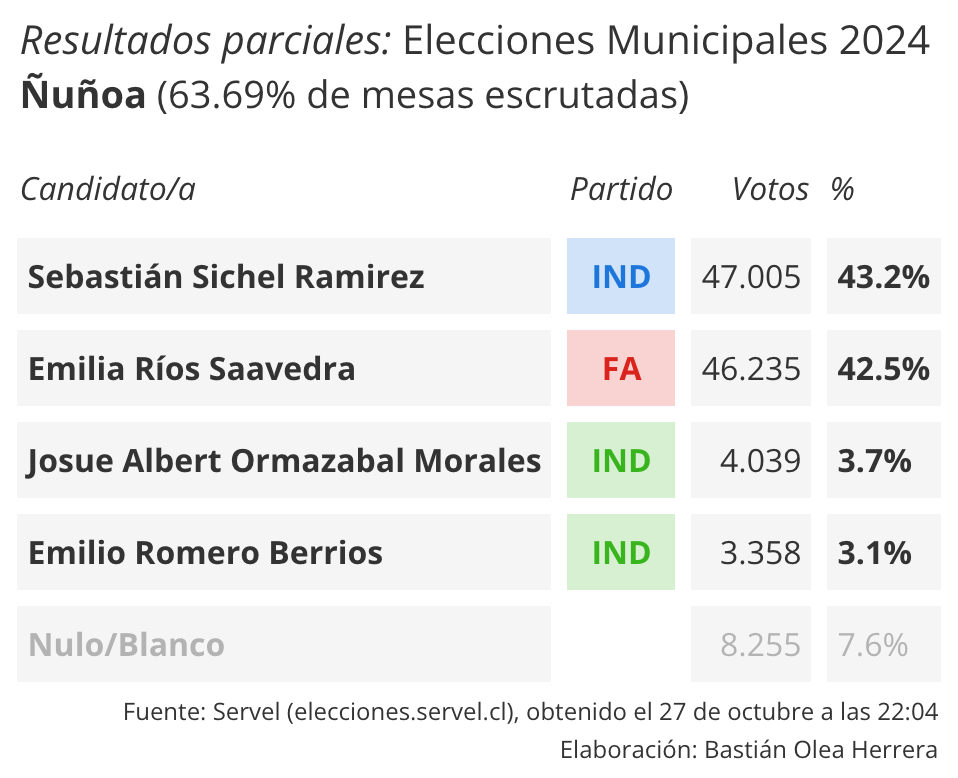 Resultados parciales: Elecciones Municipales 2024
Ñuñoa (63.69% de mesas escrutadas)
Candidato/a Partido Votos %
Sebastián Sichel Ramirez IND 47.005 43.2%
Emilia Ríos Saavedra FA 46.235 42.5%
Josue Albert Ormazabal Morales IND 4.039 3.7%
Emilio Romero Berrios IND 3.358 3.1%
Nulo/Blanco 8.255 7.6%
Fuente: Servel (elecciones.servel.cl), obtenido el 27 de octubre a las 22:04
Elaboración: Bastián Olea Herrera